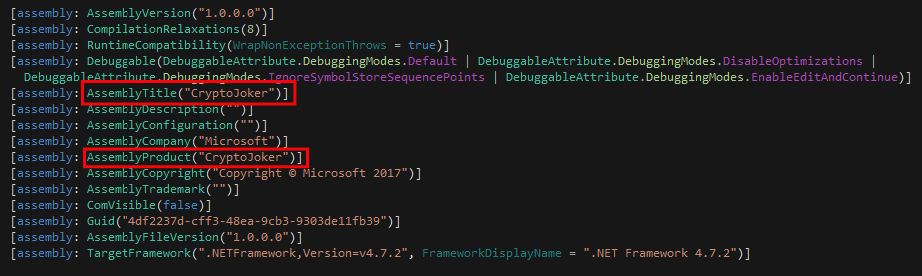 [assembly: AssemblyVersion("1.0.0.0")]
[assembly: CompilationRelaxations(8)]
[assembly: RuntimeCompatibility(WrapNonExceptionThrows = true)]
[assembly: Debuggable(DebuggableAttribute.DebuggingModes.Default | DebuggableAttribute.DebuggingModes.DisableOptimizations |
DebuggableAttribute.DebuggingModes.IgnoreSymbolStoreSequencePoints | DebuggableAttribute.DebuggingModes.EnableEditAndContinue)]
[assembly: AssemblyTitle("CryptoJoker")]
[assembly: AssemblyDescription("")]
[assembly: AssemblyConfiguration("")]
[assembly: AssemblyCompany("Microsoft")]
[assembly: AssemblyProduct("CryptoJoker")]
[assembly: AssemblyCopyright("Copyright © Microsoft 2017")]
[assembly: AssemblyTrademark("")]
[assembly: ComVisible(false)]
[assembly: Guid("4df2237d-cff3-48ea-9cb3-9303de11fb39")]
[assembly: AssemblyFileVersion("1.0.0.0")]
[assembly: TargetFramework(".NETFramework,Version=v4.7.2", FrameworkDisplayName = ".NET Framework 4.7.2")]